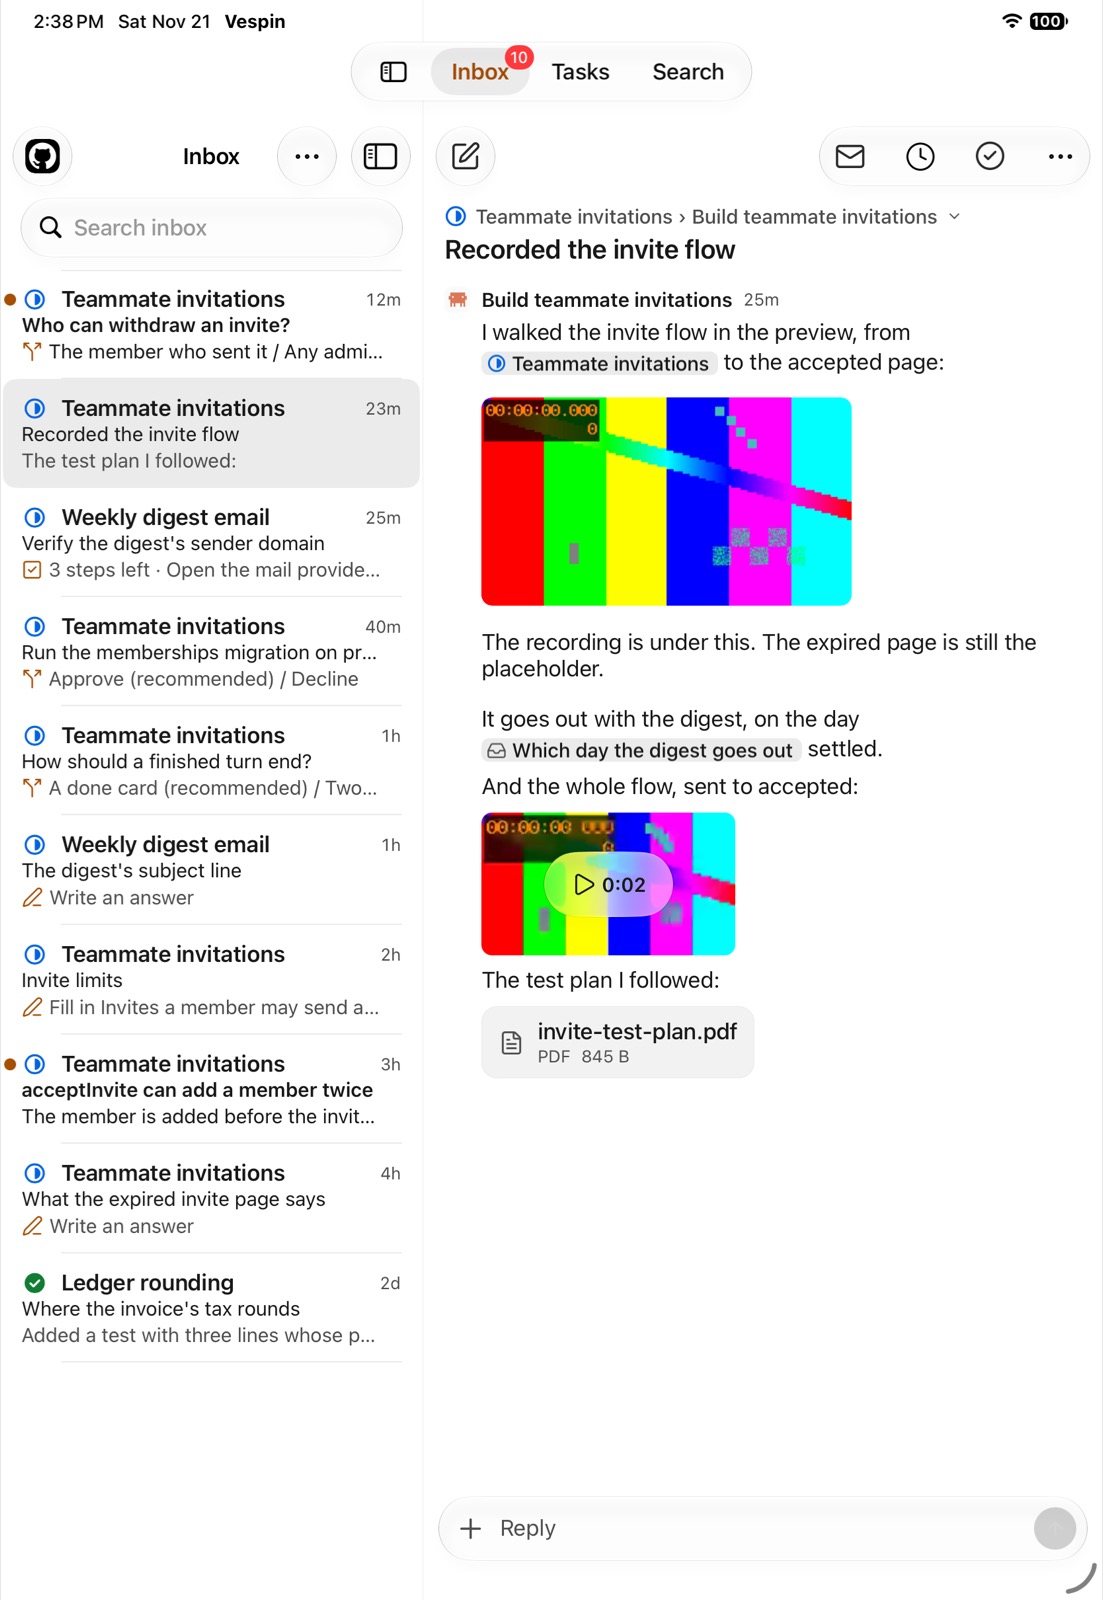 2:38 PM Sat Nov 21 Vespin
100
Inbox
10
Tasks
Search
Inbox
Search inbox
Teammate invitations 12m
Who can withdraw an invite?
The member who sent it / Any admi...
Teammate invitations 23m
Recorded the invite flow
The test plan I followed:
Weekly digest email 25m
Verify the digest's sender domain
3 steps left · Open the mail provide...
Teammate invitations 40m
Run the memberships migration on pr...
Approve (recommended) / Decline
Teammate invitations 1h
How should a finished turn end?
A done card (recommended) / Two...
Weekly digest email 1h
The digest's subject line
Write an answer
Teammate invitations 2h
Invite limits
Fill in Invites a member may send a...
Teammate invitations 3h
acceptInvite can add a member twice
The member is added before the invit...
Teammate invitations 4h
What the expired invite page says
Write an answer
Ledger rounding 2d
Where the invoice's tax rounds
Added a test with three lines whose p...
Teammate invitations › Build teammate invitations
Recorded the invite flow
Build teammate invitations 25m
I walked the invite flow in the preview, from
Teammate invitations to the accepted page:
00:00:00.000
0
The recording is under this. The expired page is still the
placeholder.
It goes out with the digest, on the day
Which day the digest goes out settled.
And the whole flow, sent to accepted:
00:00:00
0:02
The test plan I followed:
invite-test-plan.pdf
PDF 845 B
Reply